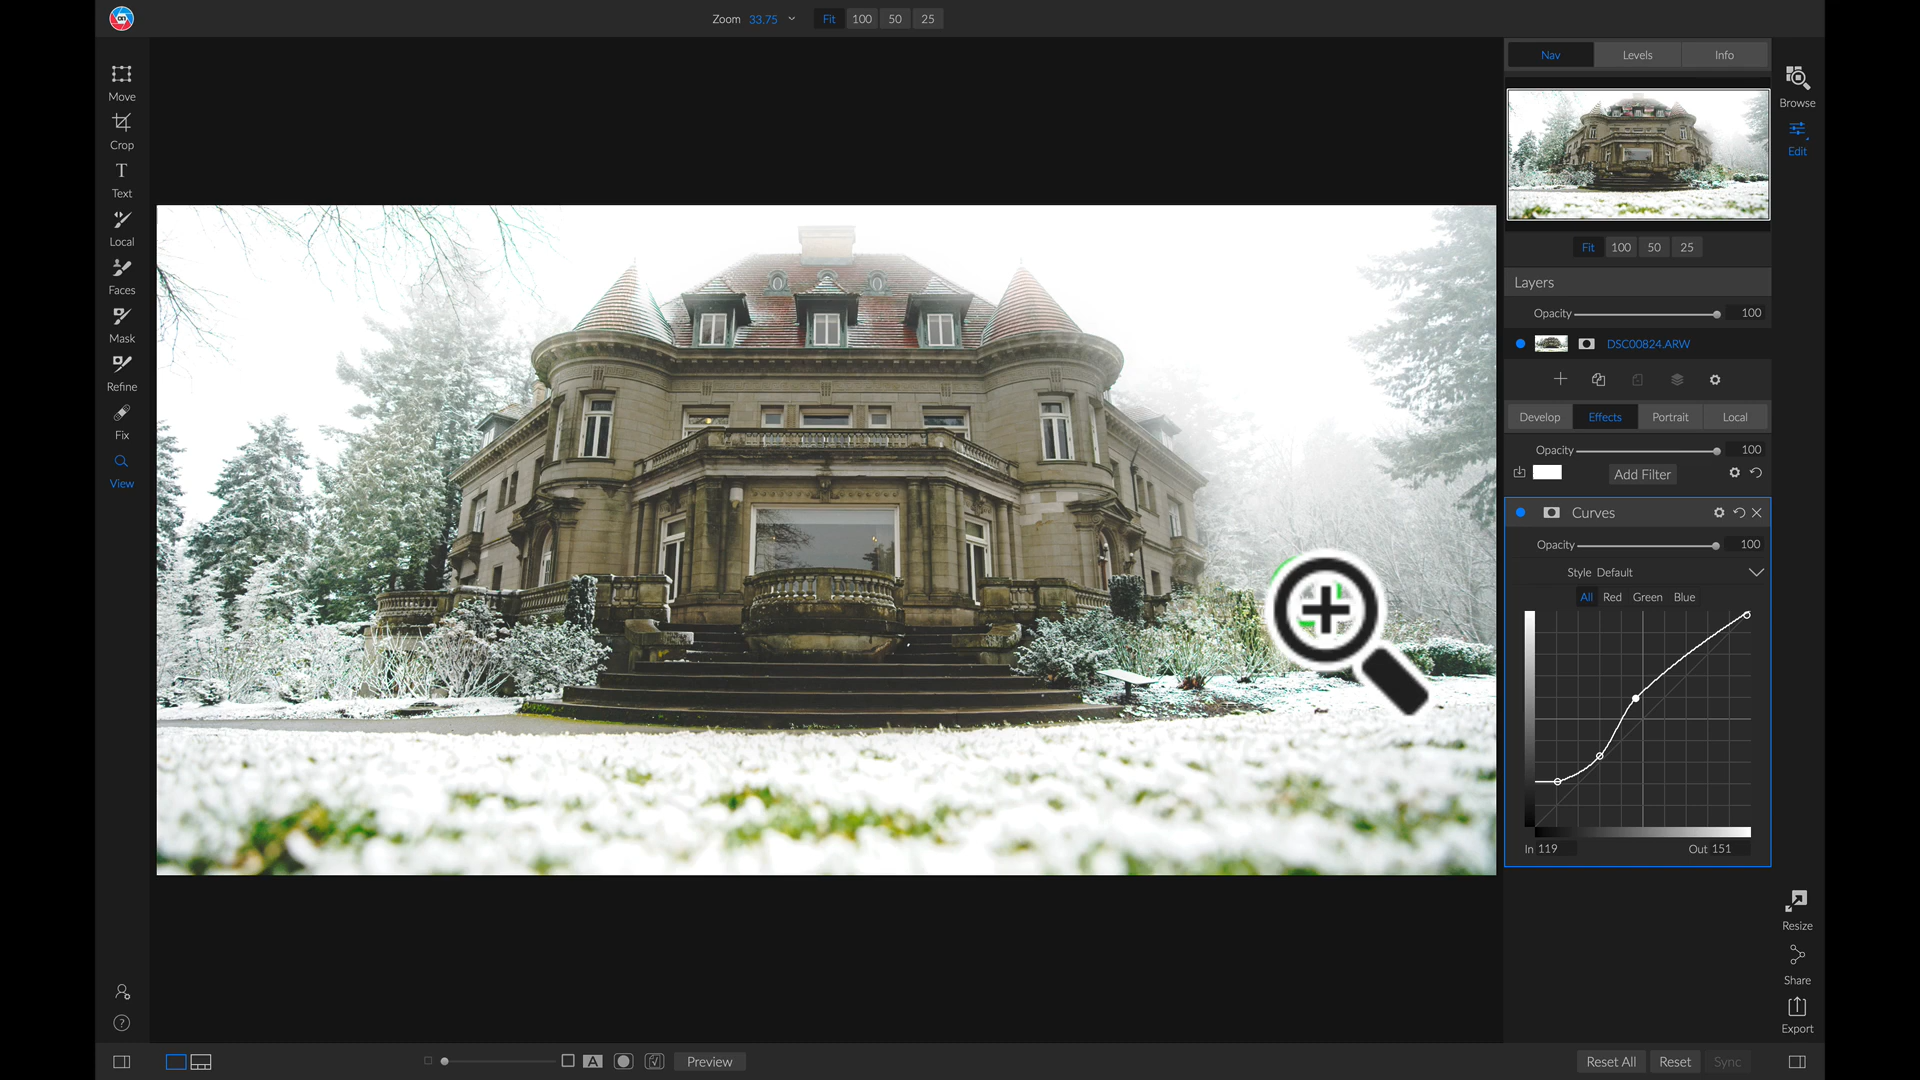 Zoom 33.75 Fit 100 50 25
Move
Crop
T
Text
Local
Faces
Mask
Refine
Fix
View
Nav Levels Info
Fit 100 50 25
Layers
Opacity 100
DSC00824.ARW
Develop Effects Portrait Local
Opacity 100
Add Filter
Curves
Opacity 100
Style Default
All Red Green Blue
In 119 Out 151
Browse
Edit
Resize
Share
Export
?
A Preview
Reset All Reset Sync